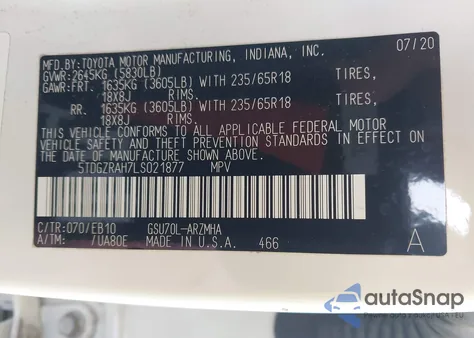 MFD.BY:TOYOTA MOTOR MANUFACTURING, INDIANA, INC. 07/20
GVWR:2645KG (5830LB)
GAWR:FRT. 1635KG (3605LB) WITH 235/65R18 TIRES,
18X8J RIMS.
RR. 1635KG (3605LB) WITH 235/65R18 TIRES,
18X8J RIMS.
THIS VEHICLE CONFORMS TO ALL APPLICABLE FEDERAL MOTOR
VEHICLE SAFETY AND THEFT PREVENTION STANDARDS IN EFFECT ON
THE DATE OF MANUFACTURE SHOWN ABOVE.
5TDGZRAH7LS021877 MPV
C/TR:070/EB10 GSU70L-ARZMHA
A/TM: /UA80E MADE IN U.S.A. 466 A
autoSnap